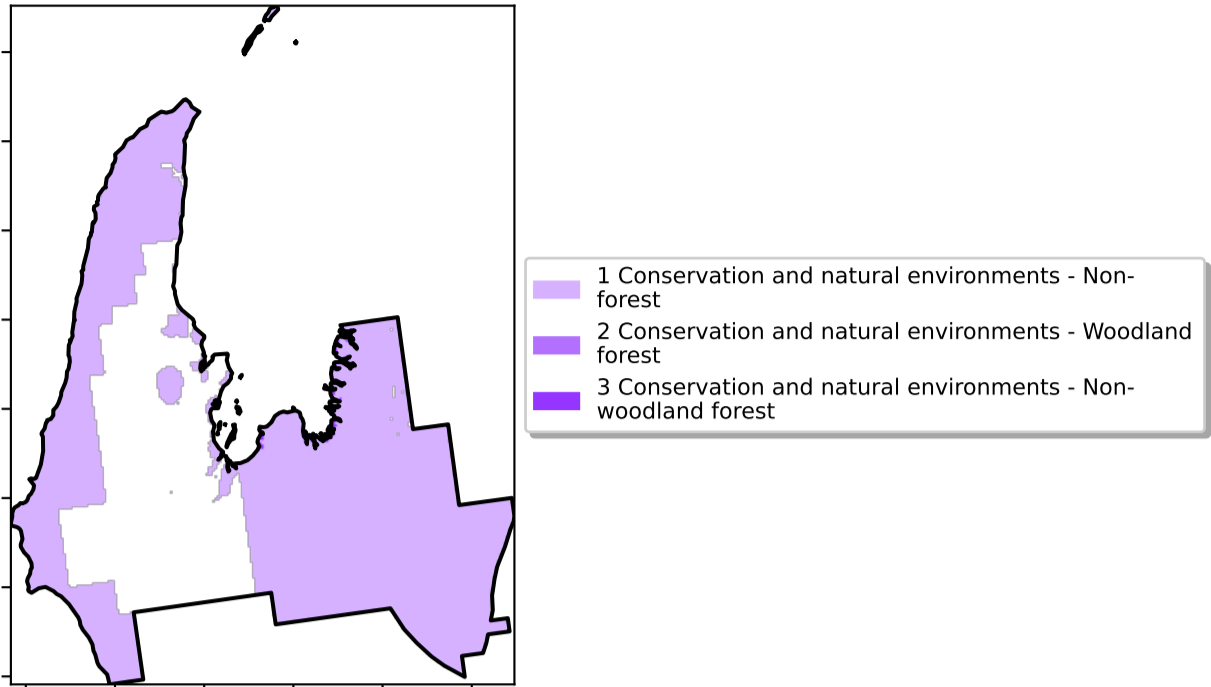 1 Conservation and natural environments - Non-
forest
2 Conservation and natural environments - Woodland
forest
3 Conservation and natural environments - Non-
woodland forest